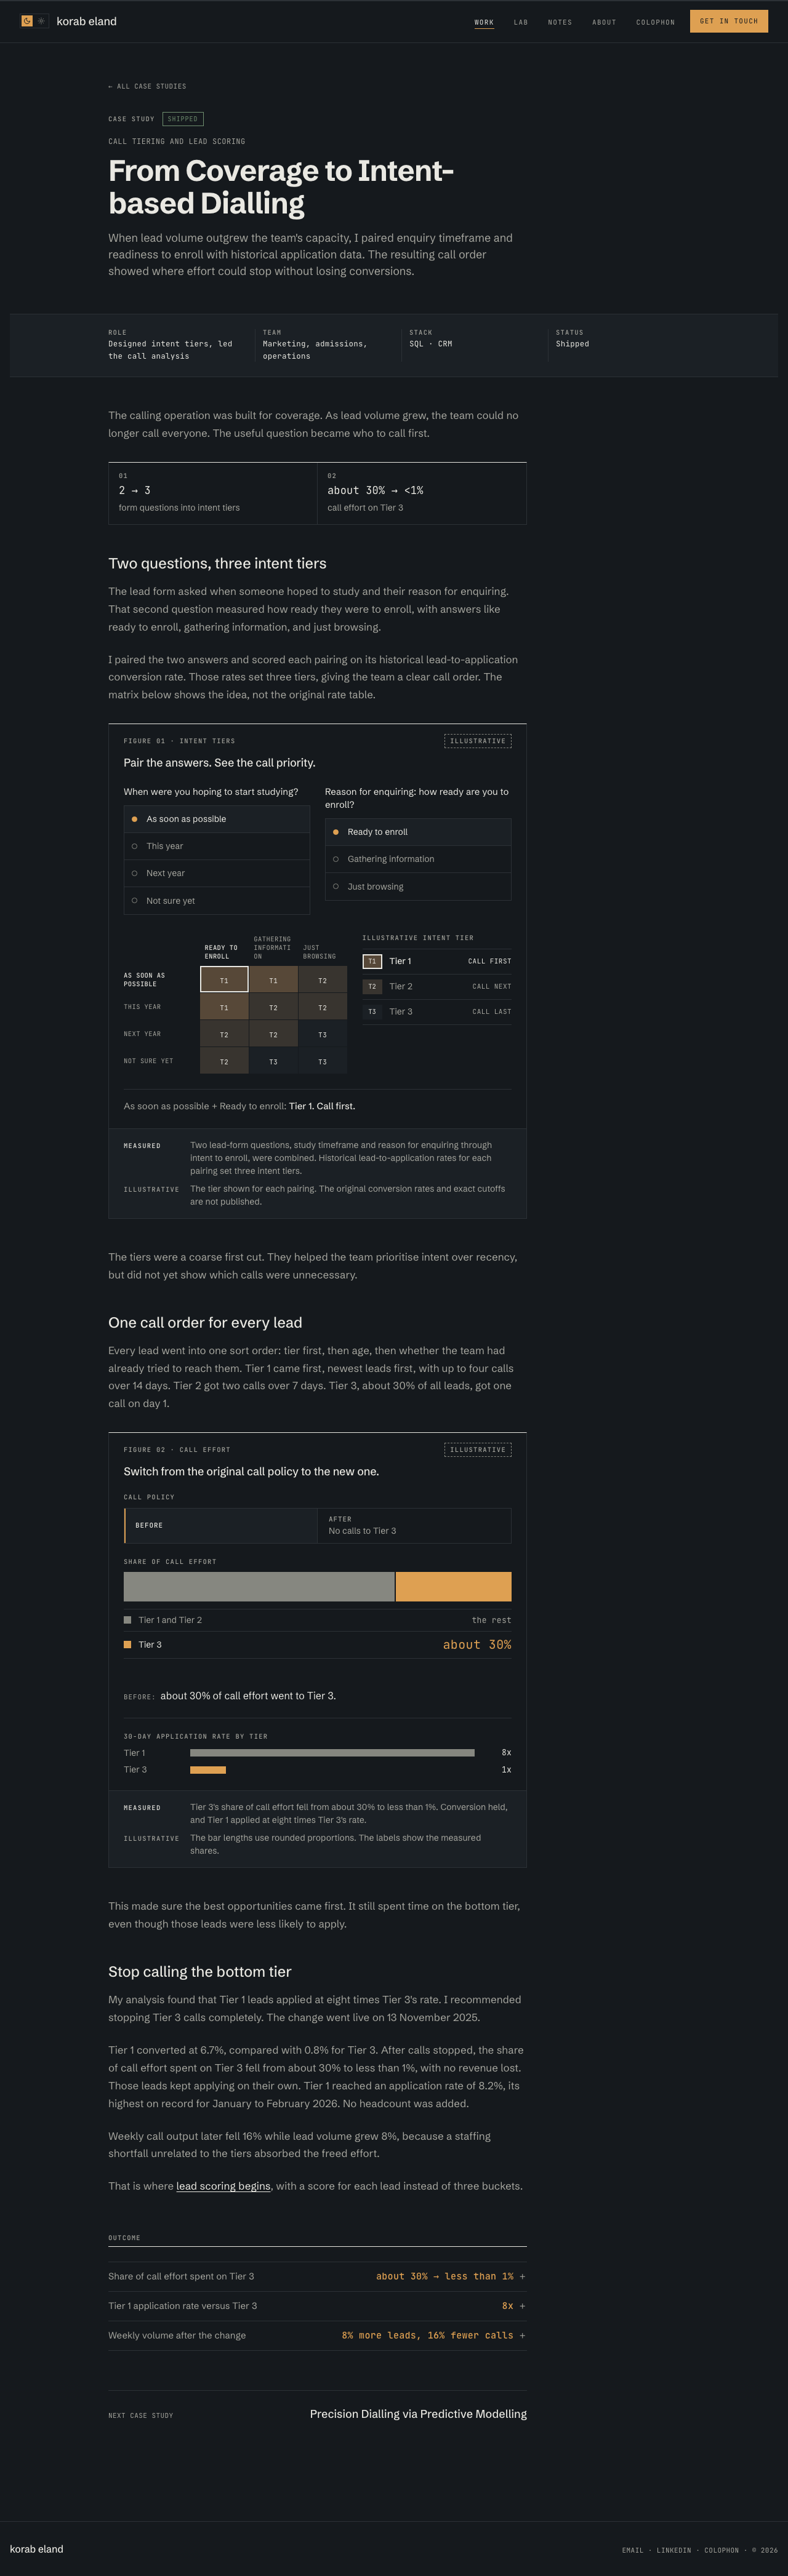 korab eland
WORK LAB NOTES ABOUT COLOPHON GET IN TOUCH
← ALL CASE STUDIES
CASE STUDY SHIPPED
CALL TIERING AND LEAD SCORING
From Coverage to Intent-
based Dialling
When lead volume outgrew the team's capacity, I paired enquiry timeframe and
readiness to enroll with historical application data. The resulting call order
showed where effort could stop without losing conversions.
ROLE
Designed intent tiers, led
the call analysis
TEAM
Marketing, admissions,
operations
STACK
SQL · CRM
STATUS
Shipped
The calling operation was built for coverage. As lead volume grew, the team could no
longer call everyone. The useful question became who to call first.
01
2 → 3
form questions into intent tiers
02
about 30% → <1%
call effort on Tier 3
Two questions, three intent tiers
The lead form asked when someone hoped to study and their reason for enquiring.
That second question measured how ready they were to enroll, with answers like
ready to enroll, gathering information, and just browsing.
I paired the two answers and scored each pairing on its historical lead-to-application
conversion rate. Those rates set three tiers, giving the team a clear call order. The
matrix below shows the idea, not the original rate table.
FIGURE 01 · INTENT TIERS
ILLUSTRATIVE
Pair the answers. See the call priority.
When were you hoping to start studying?
As soon as possible
This year
Next year
Not sure yet
Reason for enquiring: how ready are you to
enroll?
Ready to enroll
Gathering information
Just browsing
READY TO
ENROLL
GATHERING
INFORMATI
ON
JUST
BROWSING
AS SOON AS
POSSIBLE
T1 T1 T2
THIS YEAR T1 T2 T2
NEXT YEAR T2 T2 T3
NOT SURE YET T2 T3 T3
ILLUSTRATIVE INTENT TIER
T1 Tier 1 CALL FIRST
T2 Tier 2 CALL NEXT
T3 Tier 3 CALL LAST
As soon as possible + Ready to enroll: Tier 1. Call first.
MEASURED
Two lead-form questions, study timeframe and reason for enquiring through
intent to enroll, were combined. Historical lead-to-application rates for each
pairing set three intent tiers.
ILLUSTRATIVE
The tier shown for each pairing. The original conversion rates and exact cutoffs
are not published.
The tiers were a coarse first cut. They helped the team prioritise intent over recency,
but did not yet show which calls were unnecessary.
One call order for every lead
Every lead went into one sort order: tier first, then age, then whether the team had
already tried to reach them. Tier 1 came first, newest leads first, with up to four calls
over 14 days. Tier 2 got two calls over 7 days. Tier 3, about 30% of all leads, got one
call on day 1.
FIGURE 02 · CALL EFFORT
ILLUSTRATIVE
Switch from the original call policy to the new one.
CALL POLICY
BEFORE
AFTER
No calls to Tier 3
SHARE OF CALL EFFORT
Tier 1 and Tier 2 the rest
Tier 3 about 30%
BEFORE: about 30% of call effort went to Tier 3.
30-DAY APPLICATION RATE BY TIER
Tier 1 8x
Tier 3 1x
MEASURED
Tier 3's share of call effort fell from about 30% to less than 1%. Conversion held,
and Tier 1 applied at eight times Tier 3's rate.
ILLUSTRATIVE
The bar lengths use rounded proportions. The labels show the measured
shares.
This made sure the best opportunities came first. It still spent time on the bottom tier,
even though those leads were less likely to apply.
Stop calling the bottom tier
My analysis found that Tier 1 leads applied at eight times Tier 3's rate. I recommended
stopping Tier 3 calls completely. The change went live on 13 November 2025.
Tier 1 converted at 6.7%, compared with 0.8% for Tier 3. After calls stopped, the share
of call effort spent on Tier 3 fell from about 30% to less than 1%, with no revenue lost.
Those leads kept applying on their own. Tier 1 reached an application rate of 8.2%, its
highest on record for January to February 2026. No headcount was added.
Weekly call output later fell 16% while lead volume grew 8%, because a staffing
shortfall unrelated to the tiers absorbed the freed effort.
That is where lead scoring begins, with a score for each lead instead of three buckets.
OUTCOME
Share of call effort spent on Tier 3 about 30% → less than 1% +
Tier 1 application rate versus Tier 3 8x +
Weekly volume after the change 8% more leads, 16% fewer calls +
NEXT CASE STUDY Precision Dialling via Predictive Modelling
korab eland
EMAIL · LINKEDIN · COLOPHON · © 2026